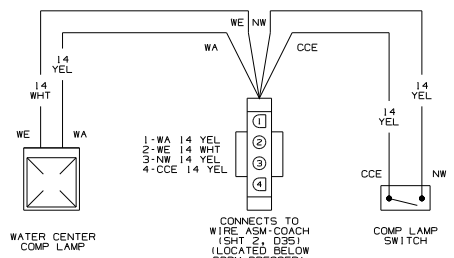 WE NW
WA CCE
14 YEL
14 WHT
14 YEL
14 YEL
14 YEL
WE WA
1-WA 14 YEL
2-WE 14 WHT
3-NW 14 YEL
4-CCE 14 YEL
1
2
3
4
CCE NW
WATER CENTER
COMP LAMP
CONNECTS TO
WIRE ASM-COACH
(SHT 2, D35)
(LOCATED BELOW
COMP LAMP
SWITCH